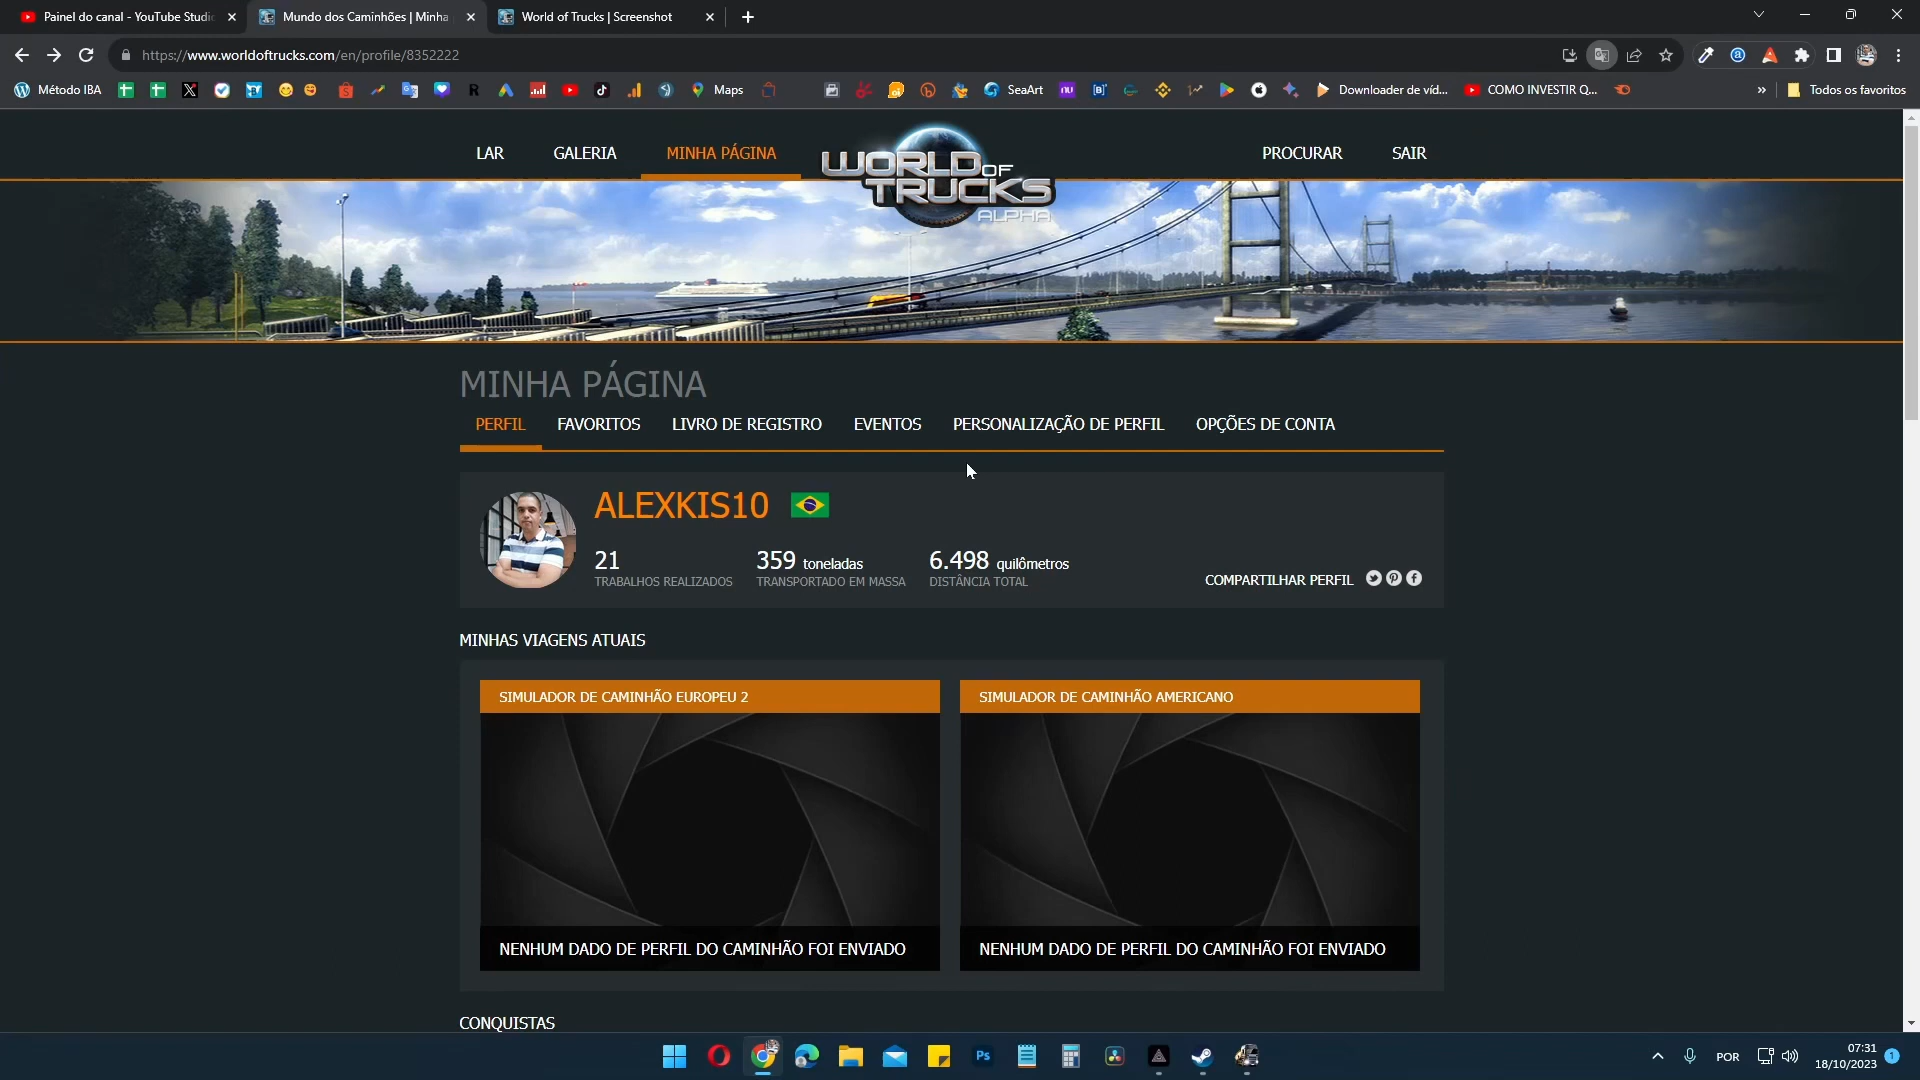 Painel do canal - YouTube Studi
Mundo dos Caminhões | Minha
World of Trucks | Screenshot
https://www.worldoftrucks.com/en/profile/8352222
Método IBA
Maps
SeaArt
Downloader de víd...
COMO INVESTIR Q...
Todos os favoritos
LAR
GALERIA
MINHA PÁGINA
WORLD OF
TRUCKS
ALPHA
PROCURAR
SAIR
MINHA PÁGINA
PERFIL
FAVORITOS
LIVRO DE REGISTRO
EVENTOS
PERSONALIZAÇÃO DE PERFIL
OPÇÕES DE CONTA
ALEXKIS10
21
TRABALHOS REALIZADOS
359 toneladas
TRANSPORTADO EM MASSA
6.498 quilômetros
DISTÂNCIA TOTAL
COMPARTILHAR PERFIL
MINHAS VIAGENS ATUAIS
SIMULADOR DE CAMINHÃO EUROPEU 2
SIMULADOR DE CAMINHÃO AMERICANO
NENHUM DADO DE PERFIL DO CAMINHÃO FOI ENVIADO
NENHUM DADO DE PERFIL DO CAMINHÃO FOI ENVIADO
CONQUISTAS
Ps
POR
07:31
18/10/2023
1